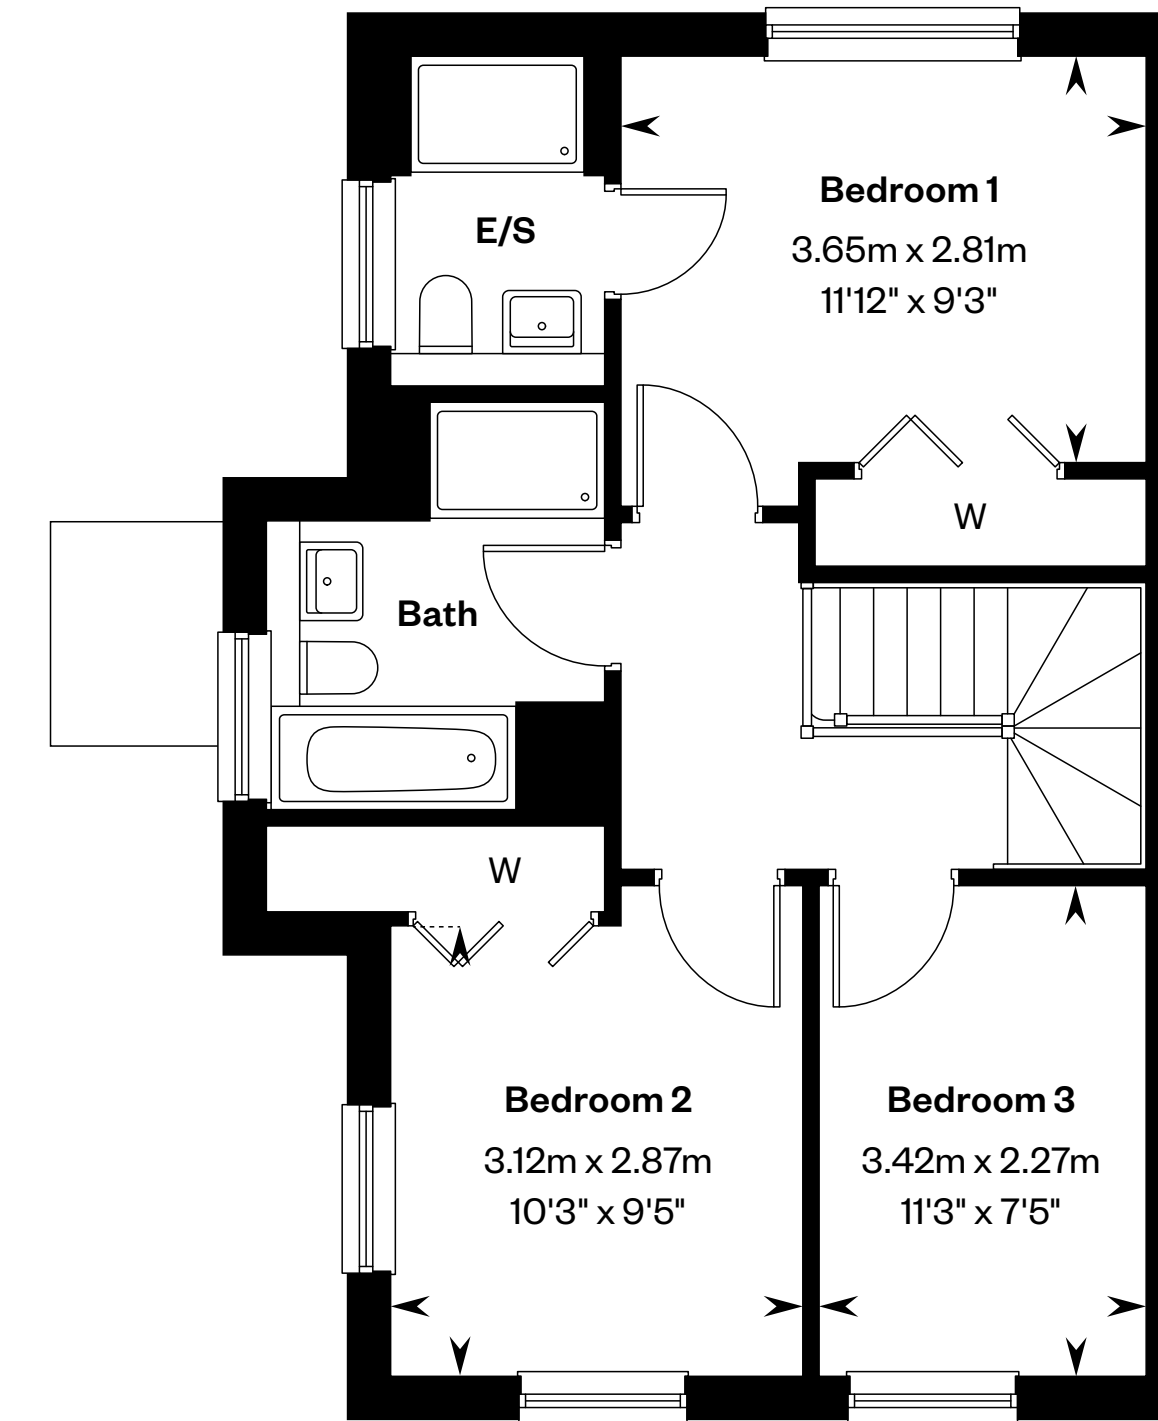 Bedroom 1
3.65m x 2.81m
11'12" x 9'3"
E/S
W
Bath
W
Bedroom 2
3.12m x 2.87m
10'3" x 9'5"
Bedroom 3
3.42m x 2.27m
11'3" x 7'5"